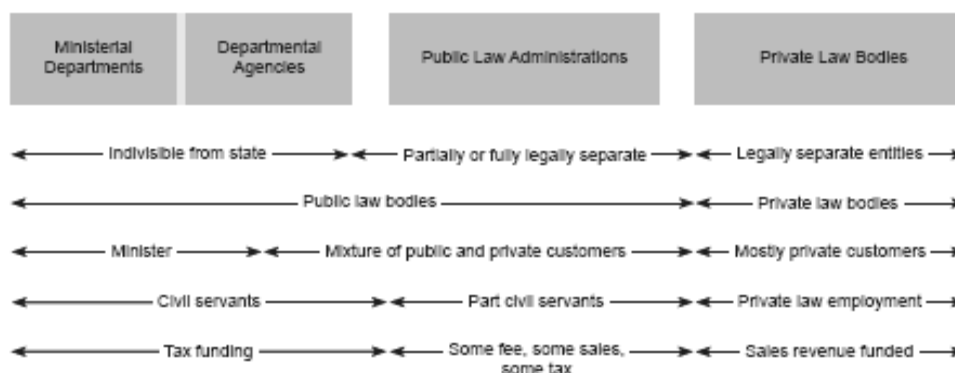 Ministerial
Departments
Departmental
Agencies
Public Law Administrations
Private Law Bodies
Indivisible from state
Partially or fully legally separate
Legally separate entities
Public law bodies
Private law bodies
Minister
Mixture of public and private customers
Mostly private customers
Civil servants
Part civil servants
Private law employment
Tax funding
Some fee, some sales,
some tax
Sales revenue funded